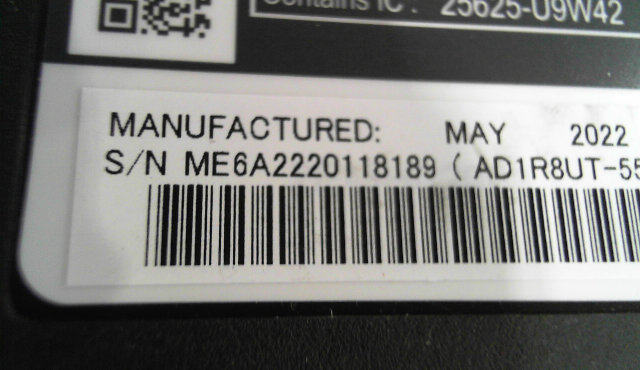 Contains IC : 25625-U9W42
MANUFACTURED: MAY 2022
S/N ME6A2220118189 ( AD1R8UT-55